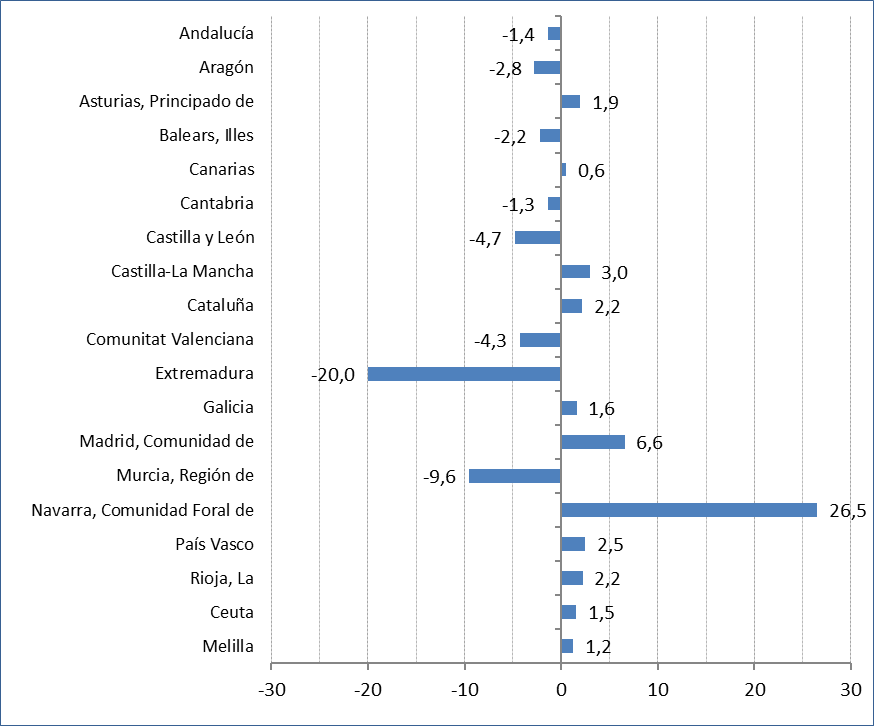 Andalucía -1,4
Aragón -2,8
Asturias, Principado de 1,9
Balears, Illes -2,2
Canarias 0,6
Cantabria -1,3
Castilla y León -4,7
Castilla-La Mancha 3,0
Cataluña 2,2
Comunitat Valenciana -4,3
Extremadura -20,0
Galicia 1,6
Madrid, Comunidad de 6,6
Murcia, Región de -9,6
Navarra, Comunidad Foral de 26,5
País Vasco 2,5
Rioja, La 2,2
Ceuta 1,5
Melilla 1,2
-30 -20 -10 0 10 20 30